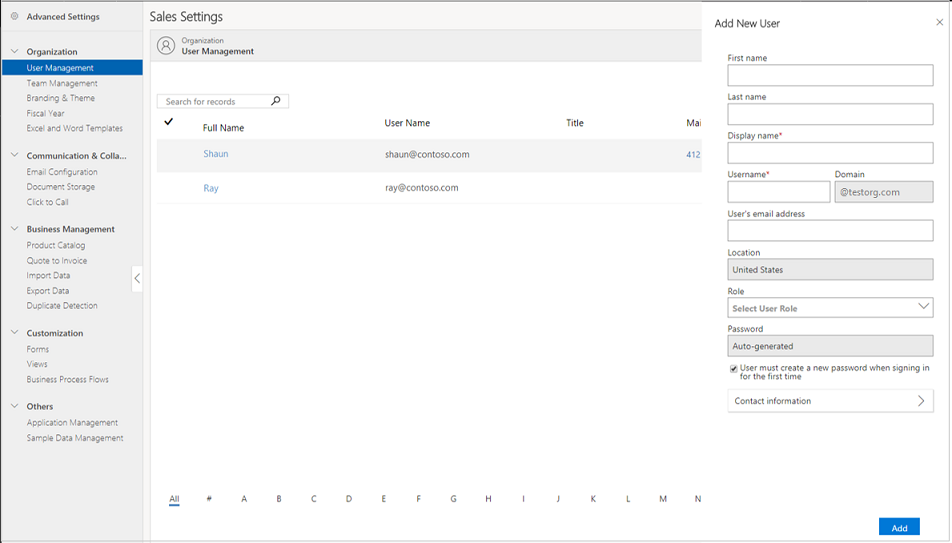 Advanced Settings
Organization
User Management
Team Management
Branding & Theme
Fiscal Year
Excel and Word Templates
Communication & Colla...
Email Configuration
Document Storage
Click to Call
Business Management
Product Catalog
Quote to Invoice
Import Data
Export Data
Duplicate Detection
Customization
Forms
Views
Business Process Flows
Others
Application Management
Sample Data Management
Sales Settings
Organization
User Management
Search for records
Full Name User Name Title Mai
Shaun shaun@contoso.com 412
Ray ray@contoso.com
All # A B C D E F G H I J K L M N
Add New User
First name
Last name
Display name*
Username* Domain
@testorg.com
User's email address
Location
United States
Role
Select User Role
Password
Auto-generated
User must create a new password when signing in
for the first time
Contact information
Add